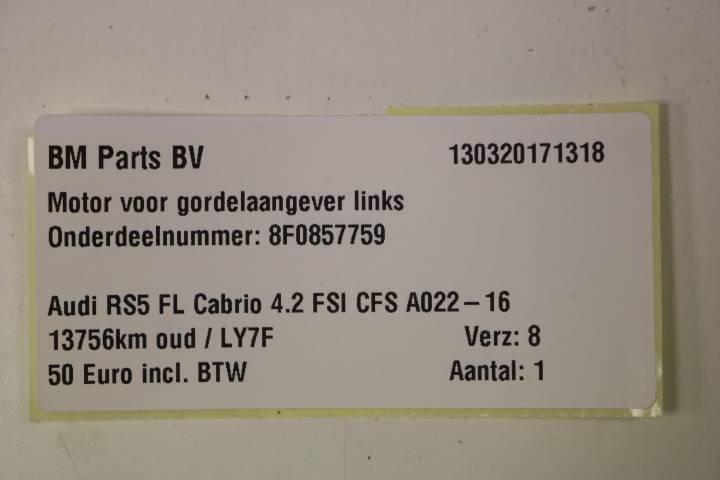 BM Parts BV 130320171318
Motor voor gordelaangever links
Onderdeelnummer: 8F0857759
Audi RS5 FL Cabrio 4.2 FSI CFS A022-16
13756km oud / LY7F Verz: 8
50 Euro incl. BTW Aantal: 1